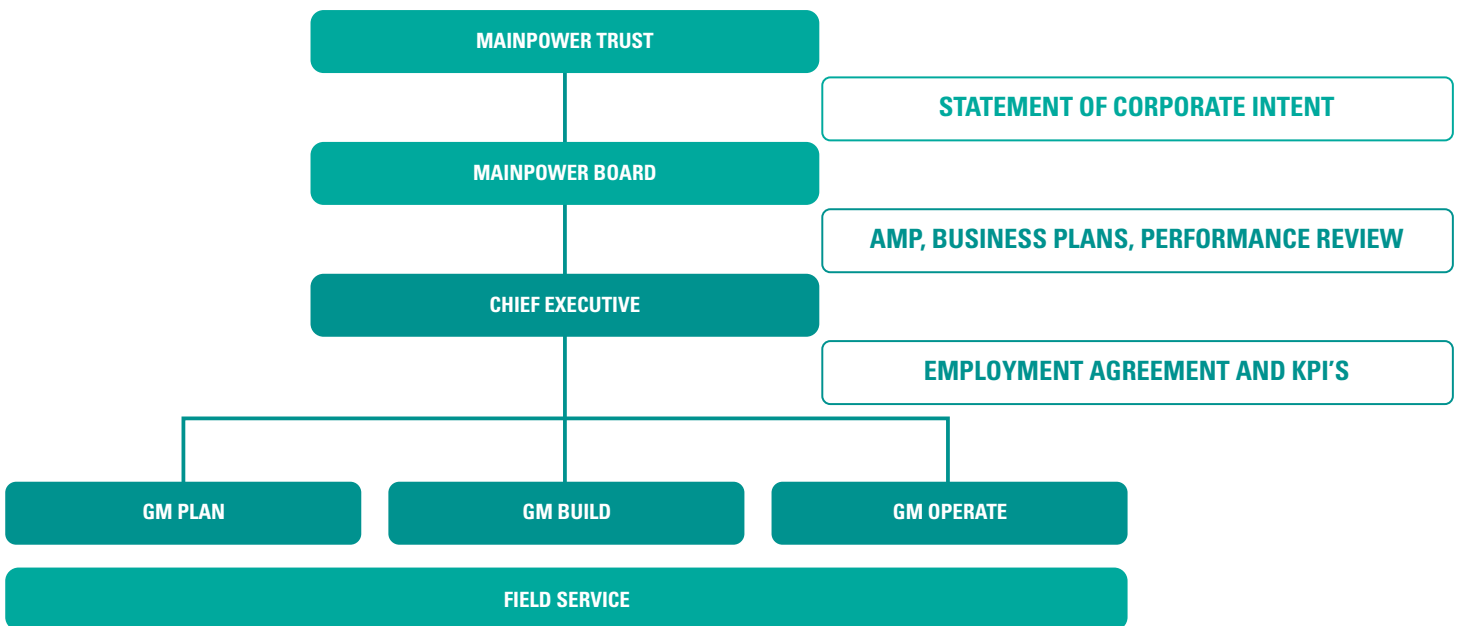 MAINPOWER TRUST
STATEMENT OF CORPORATE INTENT
MAINPOWER BOARD
AMP, BUSINESS PLANS, PERFORMANCE REVIEW
CHIEF EXECUTIVE
EMPLOYMENT AGREEMENT AND KPI'S
GM PLAN
GM BUILD
GM OPERATE
FIELD SERVICE